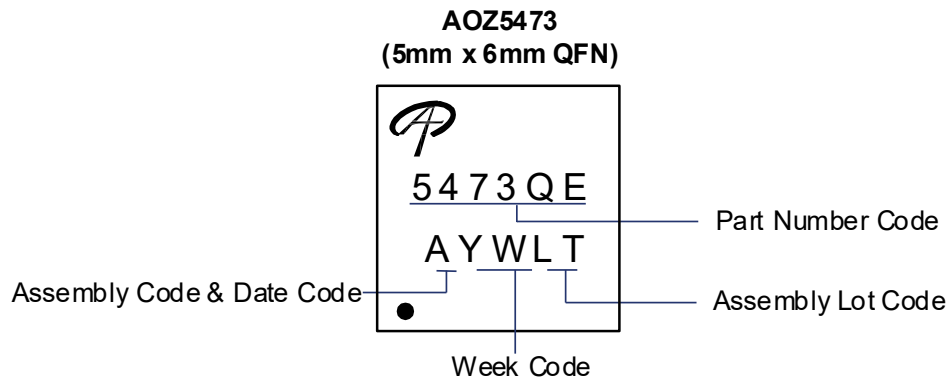 AOZ5473
(5mm x 6mm QFN)
5473QE
Part Number Code
AYWLT
Assembly Code & Date Code
Assembly Lot Code
Week Code